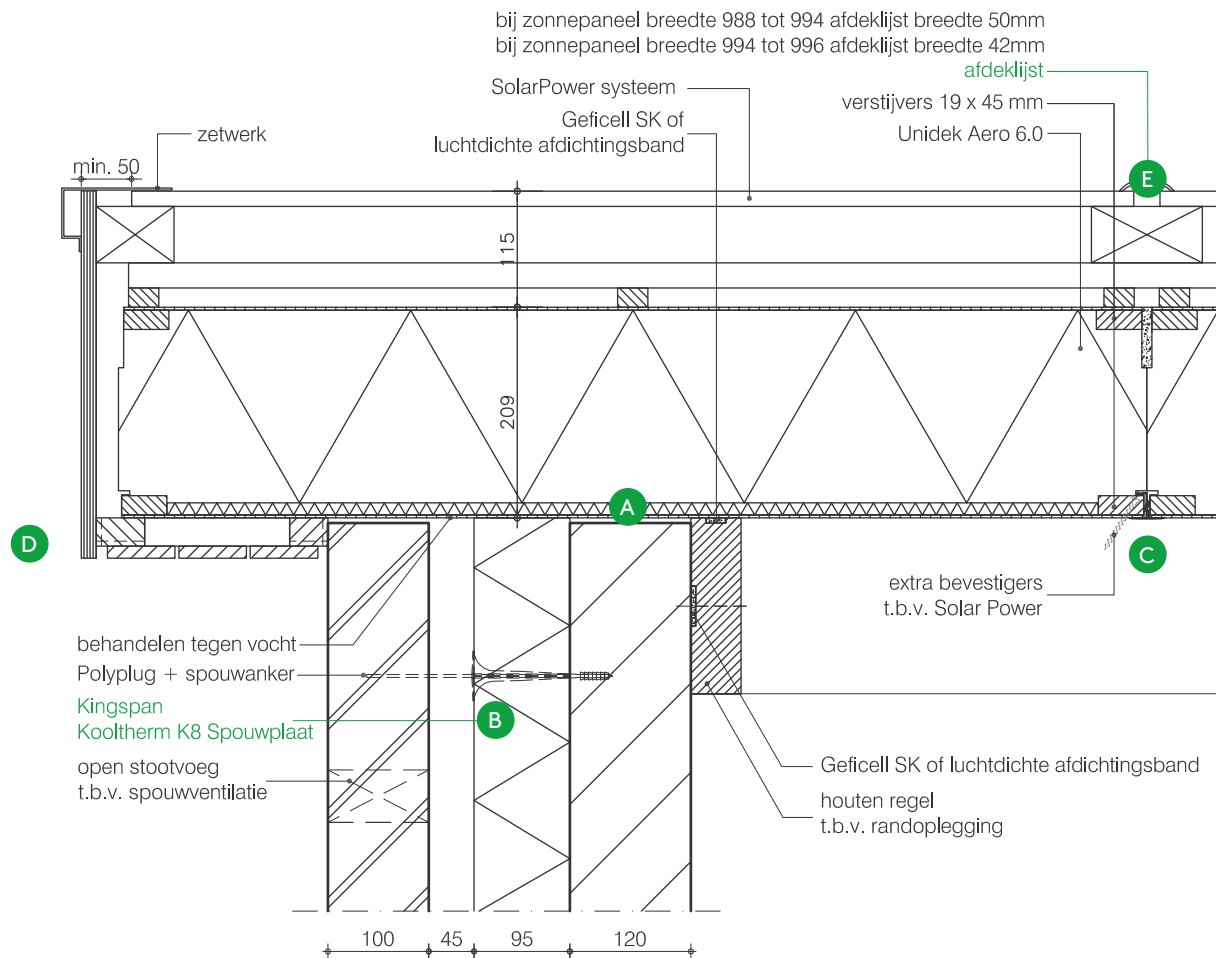 bij zonnepaneel breedte 988 tot 994 afdeklijst breedte 50mm
bij zonnepaneel breedte 994 tot 996 afdeklijst breedte 42mm
afdeklijst
SolarPower systeem
verstijvers 19 x 45 mm
Geficell SK of
luchtdichte afdichtingsband
Unidek Aero 6.0
zetwerk
min. 50
E
115
209
A
D
C
extra bevestigers
t.b.v. Solar Power
behandelen tegen vocht
Polyplug + spouwanker
Kingspan
Kooltherm K8 Spouwplaat
B
open stootvoeg
t.b.v. spouwventilatie
Geficell SK of luchtdichte afdichtingsband
houten regel
t.b.v. randoplegging
100
45
95
120